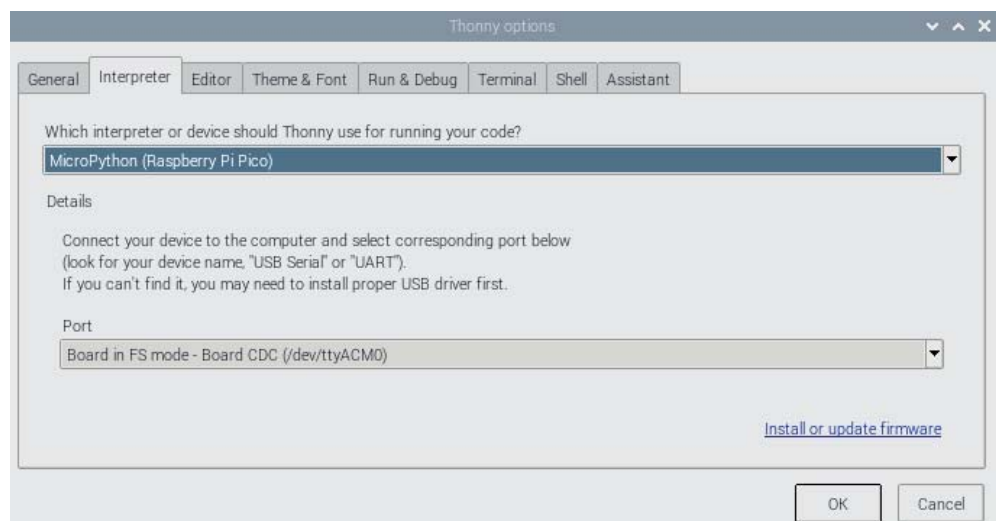 Thonny options
General Interpreter Editor Theme & Font Run & Debug Terminal Shell Assistant
Which interpreter or device should Thonny use for running your code?
MicroPython (Raspberry Pi Pico)
Details
Connect your device to the computer and select corresponding port below
(look for your device name, "USB Serial" or "UART").
If you can't find it, you may need to install proper USB driver first.
Port
Board in FS mode - Board CDC (/dev/ttyACM0)
Install or update firmware
OK Cancel